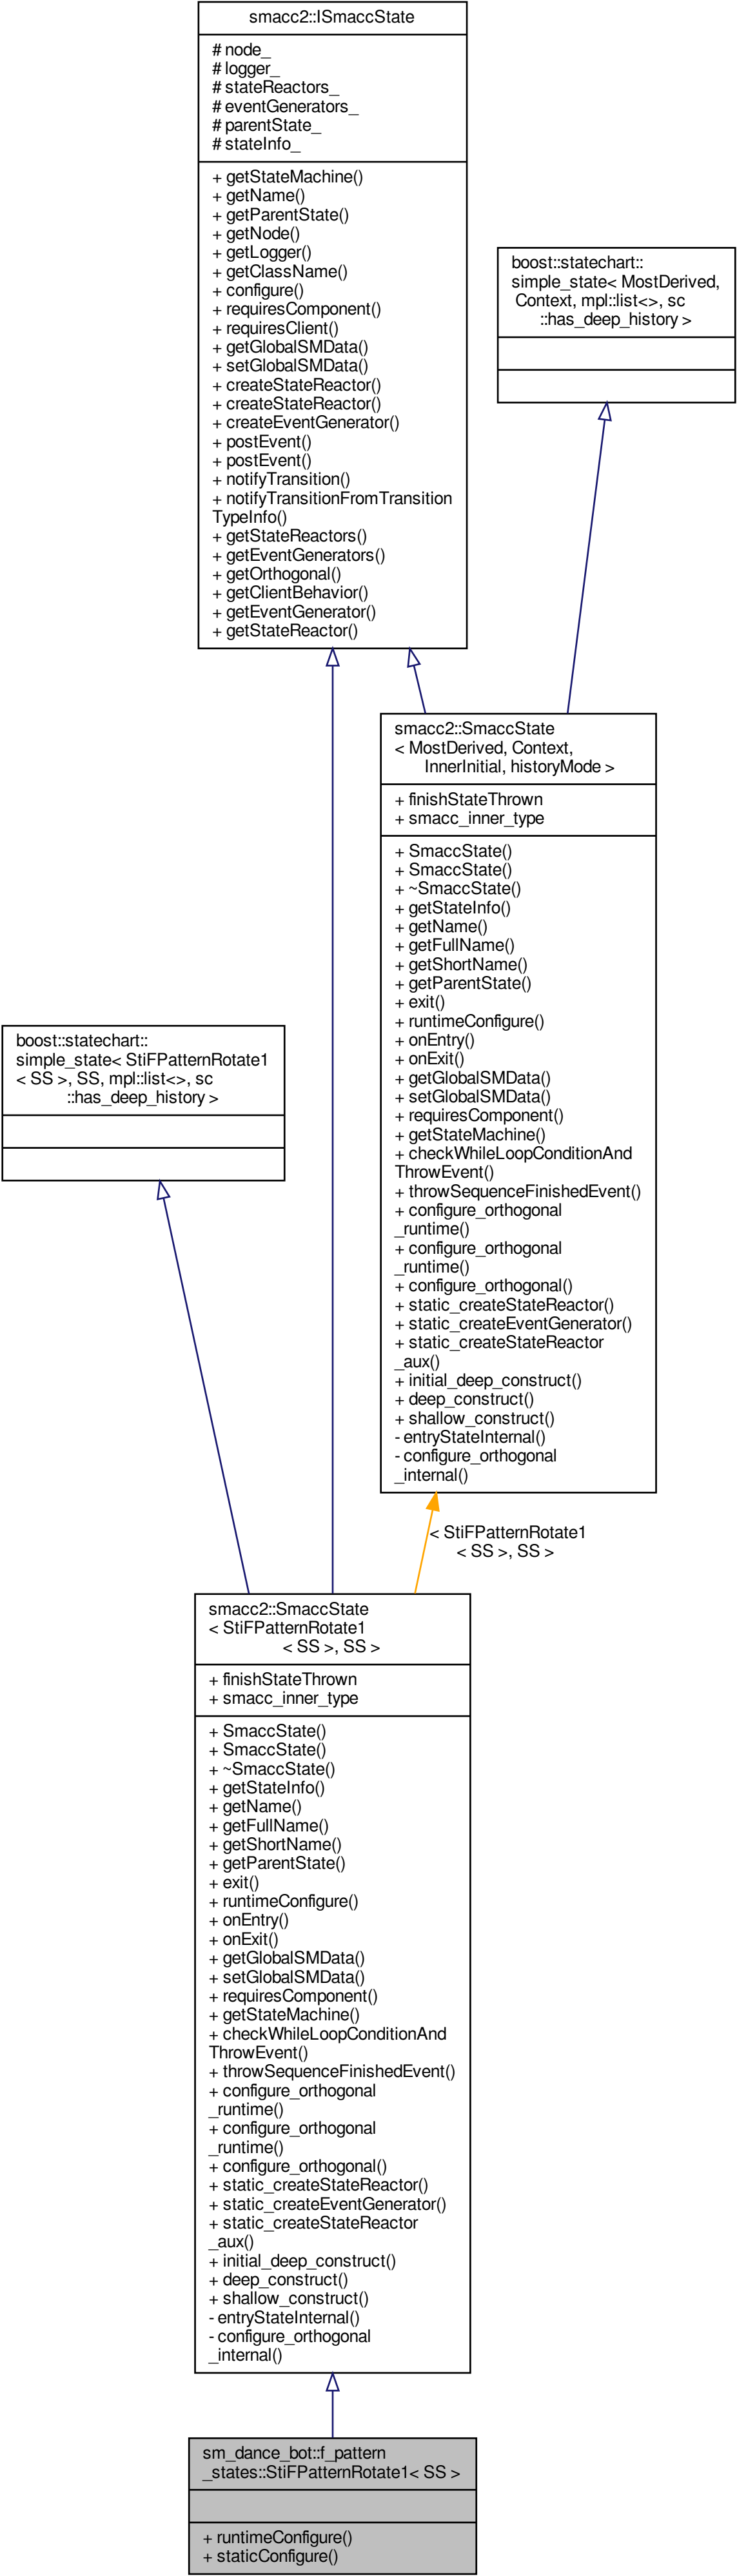 smacc2::ISmaccState
# node_
# logger_
# stateReactors_
# eventGenerators_
# parentState_
# stateInfo_
+ getStateMachine()
+ getName()
+ getParentState()
+ getNode()
+ getLogger()
+ getClassName()
+ configure()
+ requiresComponent()
+ requiresClient()
+ getGlobalSMData()
+ setGlobalSMData()
+ createStateReactor()
+ createStateReactor()
+ createEventGenerator()
+ postEvent()
+ postEvent()
+ notifyTransition()
+ notifyTransitionFromTransition
TypeInfo()
+ getStateReactors()
+ getEventGenerators()
+ getOrthogonal()
+ getClientBehavior()
+ getEventGenerator()
+ getStateReactor()
boost::statechart::
simple_state< MostDerived,
Context, mpl::list<>, sc
::has_deep_history >
smacc2::SmaccState
< MostDerived, Context,
InnerInitial, historyMode >
+ finishStateThrown
+ smacc_inner_type
+ SmaccState()
+ SmaccState()
+ ~SmaccState()
+ getStateInfo()
+ getName()
+ getFullName()
+ getShortName()
+ getParentState()
+ exit()
+ runtimeConfigure()
+ onEntry()
+ onExit()
+ getGlobalSMData()
+ setGlobalSMData()
+ requiresComponent()
+ getStateMachine()
+ checkWhileLoopConditionAnd
ThrowEvent()
+ throwSequenceFinishedEvent()
+ configure_orthogonal
_runtime()
+ configure_orthogonal
_runtime()
+ configure_orthogonal()
+ static_createStateReactor()
+ static_createEventGenerator()
+ static_createStateReactor
_aux()
+ initial_deep_construct()
+ deep_construct()
+ shallow_construct()
- entryStateInternal()
- configure_orthogonal
_internal()
boost::statechart::
simple_state< StiFPatternRotate1
< SS >, SS, mpl::list<>, sc
::has_deep_history >
< StiFPatternRotate1
< SS >, SS >
smacc2::SmaccState
< StiFPatternRotate1
< SS >, SS >
+ finishStateThrown
+ smacc_inner_type
+ SmaccState()
+ SmaccState()
+ ~SmaccState()
+ getStateInfo()
+ getName()
+ getFullName()
+ getShortName()
+ getParentState()
+ exit()
+ runtimeConfigure()
+ onEntry()
+ onExit()
+ getGlobalSMData()
+ setGlobalSMData()
+ requiresComponent()
+ getStateMachine()
+ checkWhileLoopConditionAnd
ThrowEvent()
+ throwSequenceFinishedEvent()
+ configure_orthogonal
_runtime()
+ configure_orthogonal
_runtime()
+ configure_orthogonal()
+ static_createStateReactor()
+ static_createEventGenerator()
+ static_createStateReactor
_aux()
+ initial_deep_construct()
+ deep_construct()
+ shallow_construct()
- entryStateInternal()
- configure_orthogonal
_internal()
sm_dance_bot::f_pattern
_states::StiFPatternRotate1< SS >
+ runtimeConfigure()
+ staticConfigure()